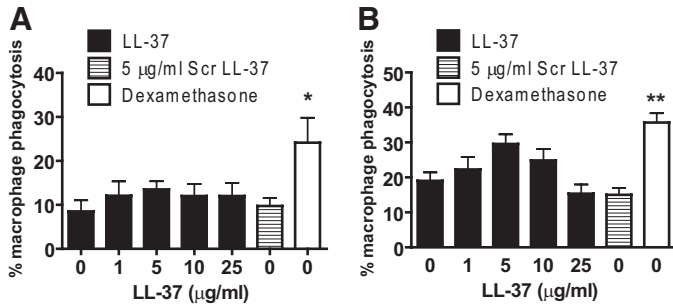 A
LL-37
5 μg/ml Scr LL-37
Dexamethasone
% macrophage phagocytosis
40
30
20
10
0
*
0 1 5 10 25 0 0
LL-37 (μg/ml)
B
LL-37
5 μg/ml Scr LL-37
Dexamethasone
% macrophage phagocytosis
50
40
30
20
10
0
**
0 1 5 10 25 0 0
LL-37 (μg/ml)